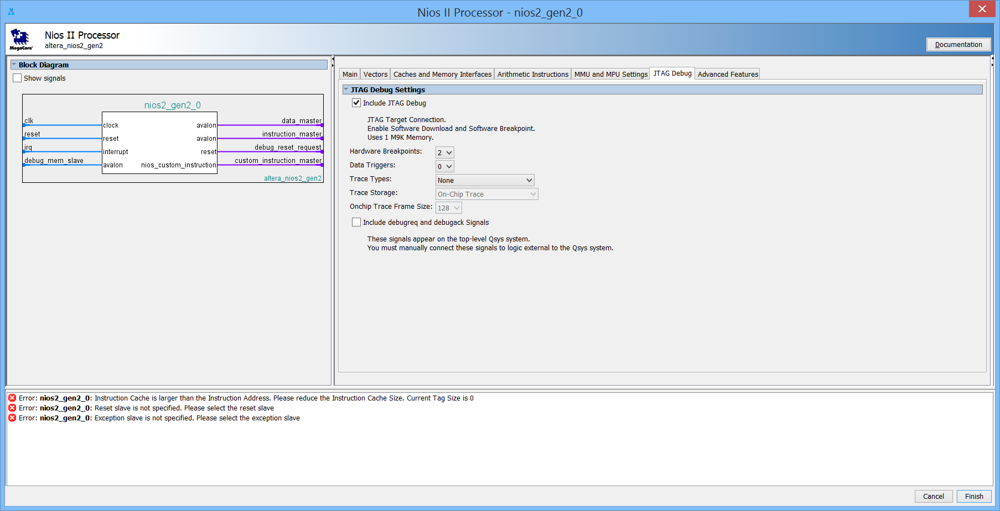 Nios II Processor - nios2_gen2_0
Nios II Processor
altera_nios2_gen2
MegaCore®
Documentation
Block Diagram
Show signals
nios2_gen2_0
clk
clock
avalon
data_master
reset
reset
avalon
instruction_master
irq
interrupt
reset
debug_reset_request
debug_mem_slave
avalon
nios_custom_instruction
custom_instruction_master
altera_nios2_gen2
Main
Vectors
Caches and Memory Interfaces
Arithmetic Instructions
MMU and MPU Settings
JTAG Debug
Advanced Features
JTAG Debug Settings
Include JTAG Debug
JTAG Target Connection.
Enable Software Download and Software Breakpoint.
Uses 1 M9K Memory.
Hardware Breakpoints: 2
Data Triggers: 0
Trace Types: None
Trace Storage: On-Chip Trace
Onchip Trace Frame Size: 128
Include debugreq and debugack Signals
These signals appear on the top-level Qsys system.
You must manually connect these signals to logic external to the Qsys system.
Error: nios2_gen2_0: Instruction Cache is larger than the Instruction Address. Please reduce the Instruction Cache Size. Current Tag Size is 0
Error: nios2_gen2_0: Reset slave is not specified. Please select the reset slave
Error: nios2_gen2_0: Exception slave is not specified. Please select the exception slave
Cancel
Finish